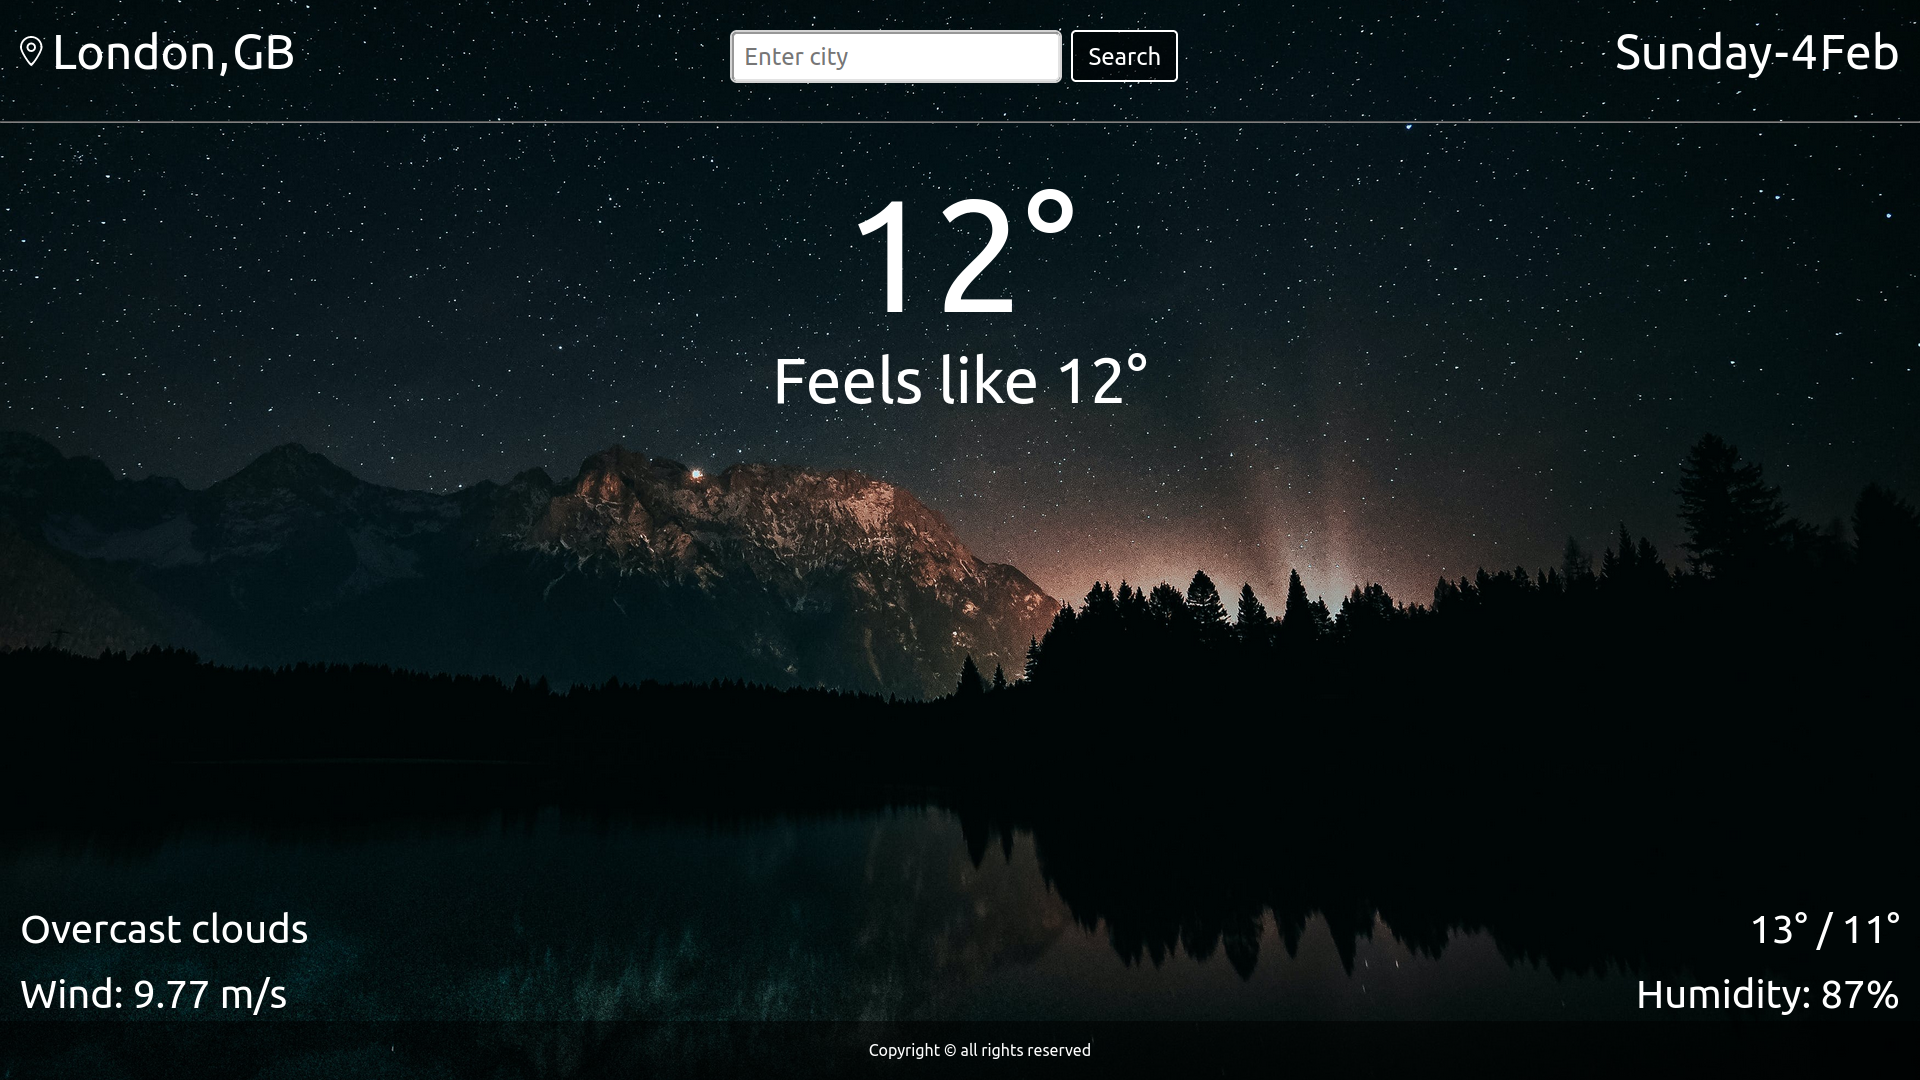 London,GB
Enter city
Search
Sunday-4Feb
12°
Feels like 12°
Overcast clouds
13° / 11°
Wind: 9.77 m/s
Humidity: 87%
Copyright © all rights reserved